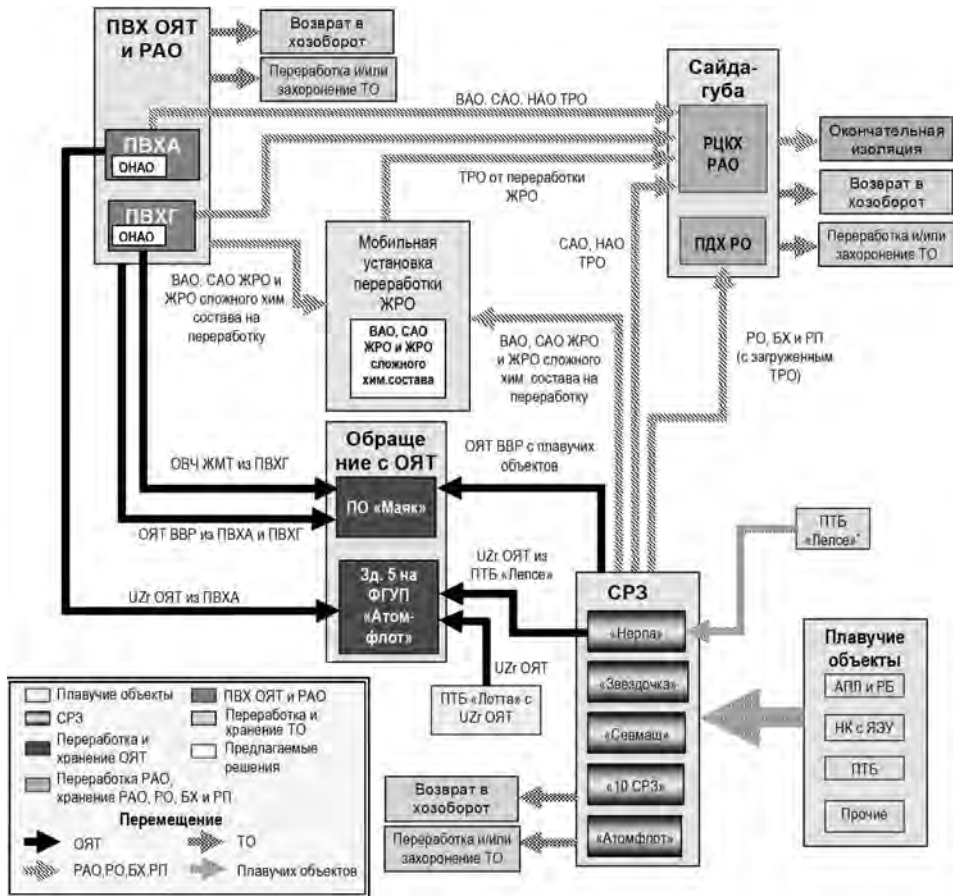 ПВХ ОЯТ
и РАО
ПВХА
ОНАО
ПВХГ
ОНАО
Возврат в
хозоборот
Переработка и/или
захоронение ТО
ВАО, САО, НАО ТРО
Сайда-
губа
РЦКХ
РАО
ПДХ РО
Окончательная
изоляция
Возврат в
хозоборот
Переработка и/или
захоронение ТО
ТРО от переработки
ЖРО
САО, НАО
ТРО
Мобильная
установка
переработки
ЖРО
ВАО, САО
ЖРО и ЖРО
сложного
хим.состава
ВАО, САО ЖРО и
ЖРО сложного хим.
состава на
переработку
ВАО, САО ЖРО
и ЖРО сложного
хим. состава на
переработку
РО, БХ и РП
(с загруженным
ТРО)
Обраще
ние с ОЯТ
ПО «Маяк»
Зд. 5 на
ФГУП
«Атом-
флот»
ОВЧ ЖМТ из ПВХГ
ОЯТ ВВР из ПВХА и ПВХГ
UZr ОЯТ из ПВХА
ОЯТ ВВР с плавучих
объектов
UZr ОЯТ из
ПТБ «Лепсе»
UZr ОЯТ
ПТБ «Лотта» с
UZr ОЯТ
ПТБ
«Лепсе*
СРЗ
«Нерпа»
«Звездочка»
«Севмаш»
«10 СРЗ»
«Атомфлот»
Плавучие
объекты
АПЛ и РБ
НК с ЯЭУ
ПТБ
Прочие
Возврат в
хозоборот
Переработка и/или
захоронение ТО
Плавучие объекты
СРЗ
Переработка и
хранение ОЯТ
Переработка РАО,
хранение РАО, РО, БХ и РП
ПВХ ОЯТ и РАО
Переработка и
хранение ТО
Предлагаемые
решения
Перемещение
ОЯТ
ТО
РАО,РО,БХ,РП
Плавучих объектов